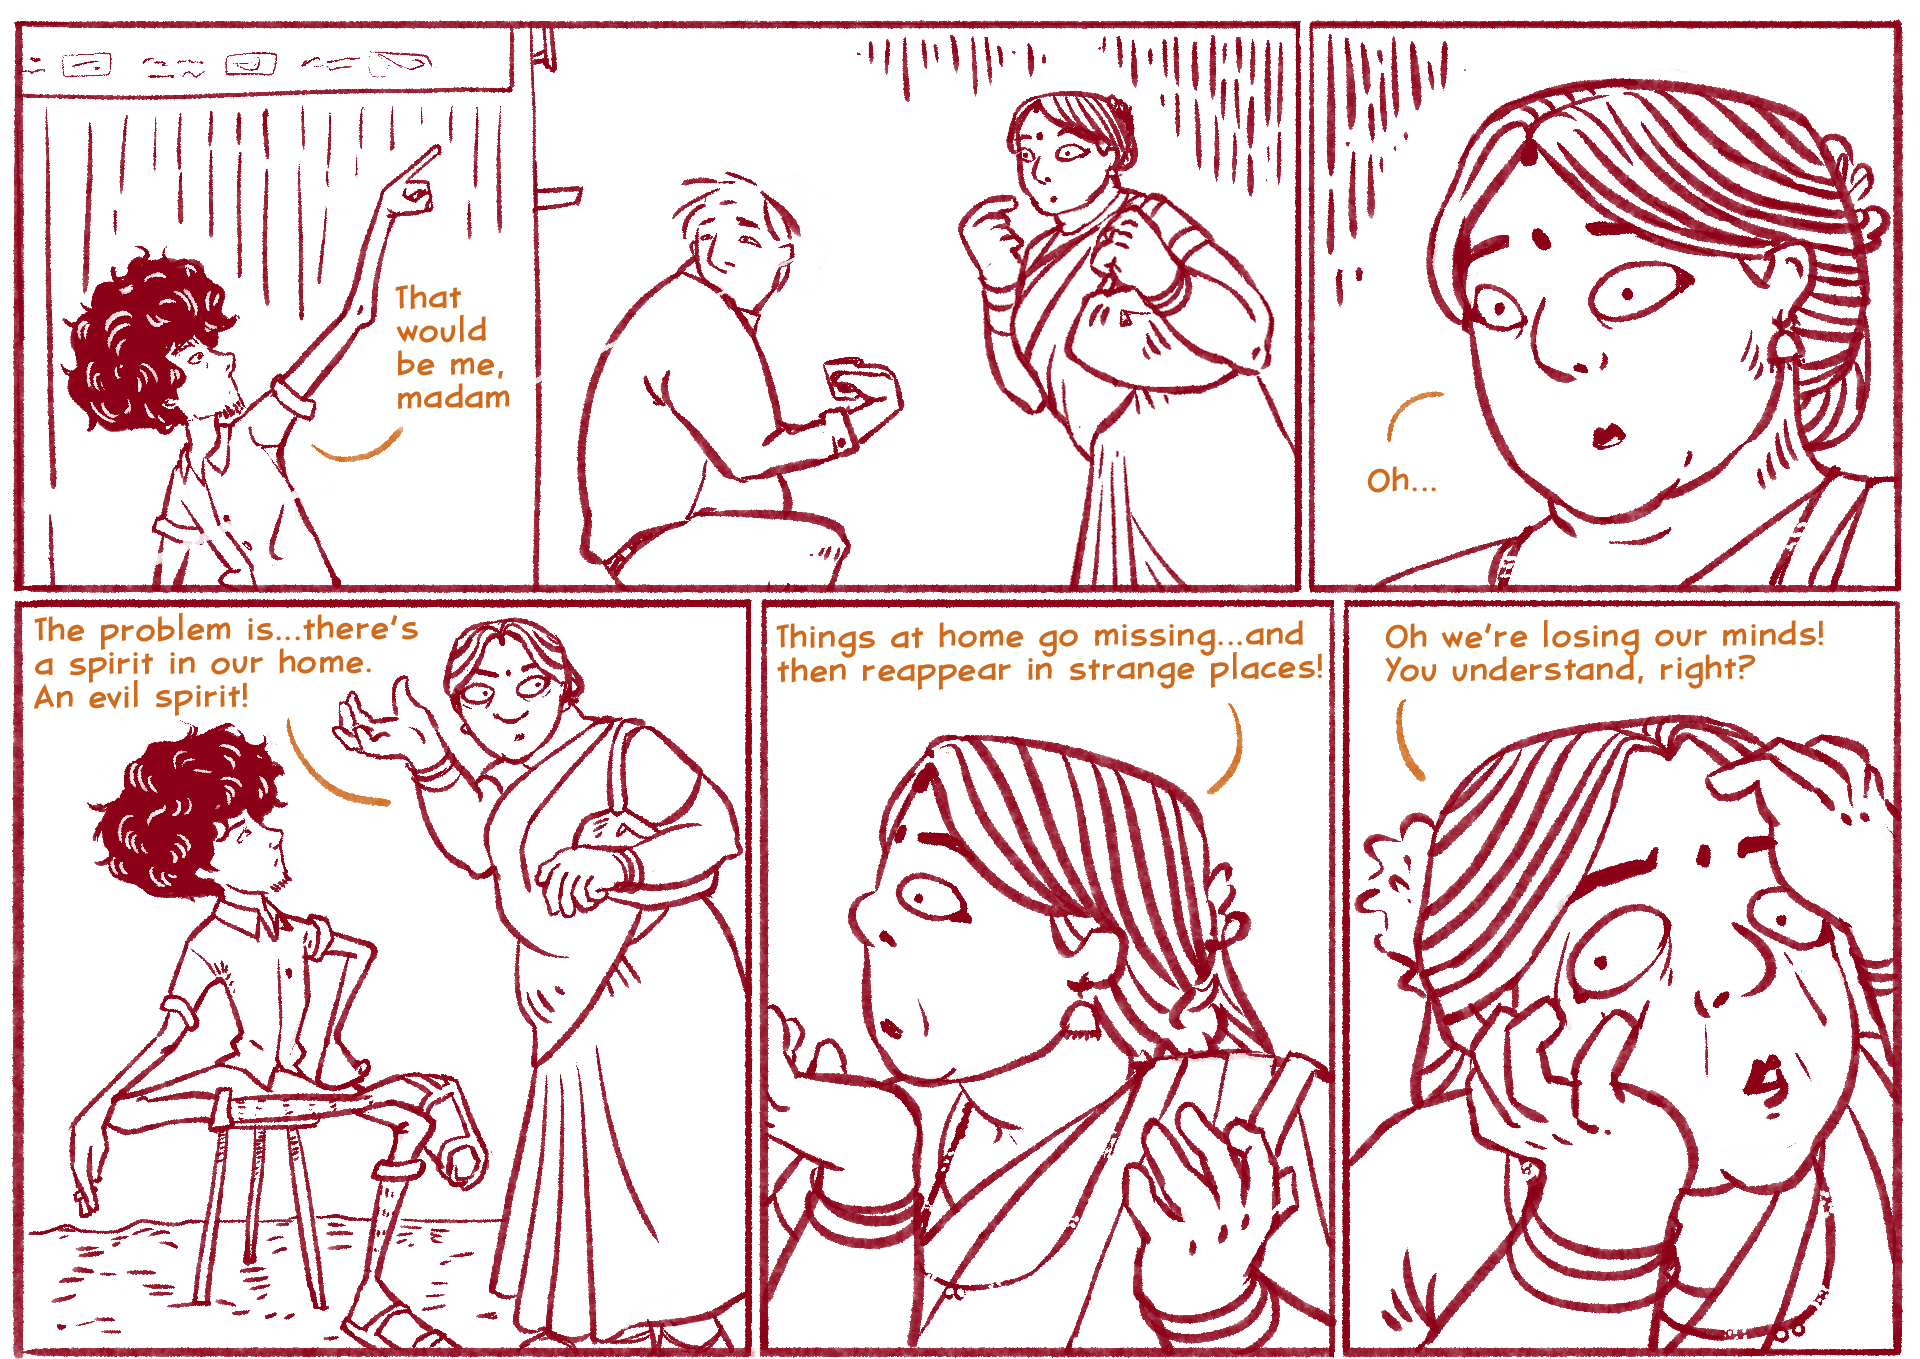 That
would
be me,
madam
Oh...
The problem is...there's
a spirit in our home.
An evil spirit!
Things at home go missing...and
then reappear in strange places!
Oh we're losing our minds!
You understand, right?